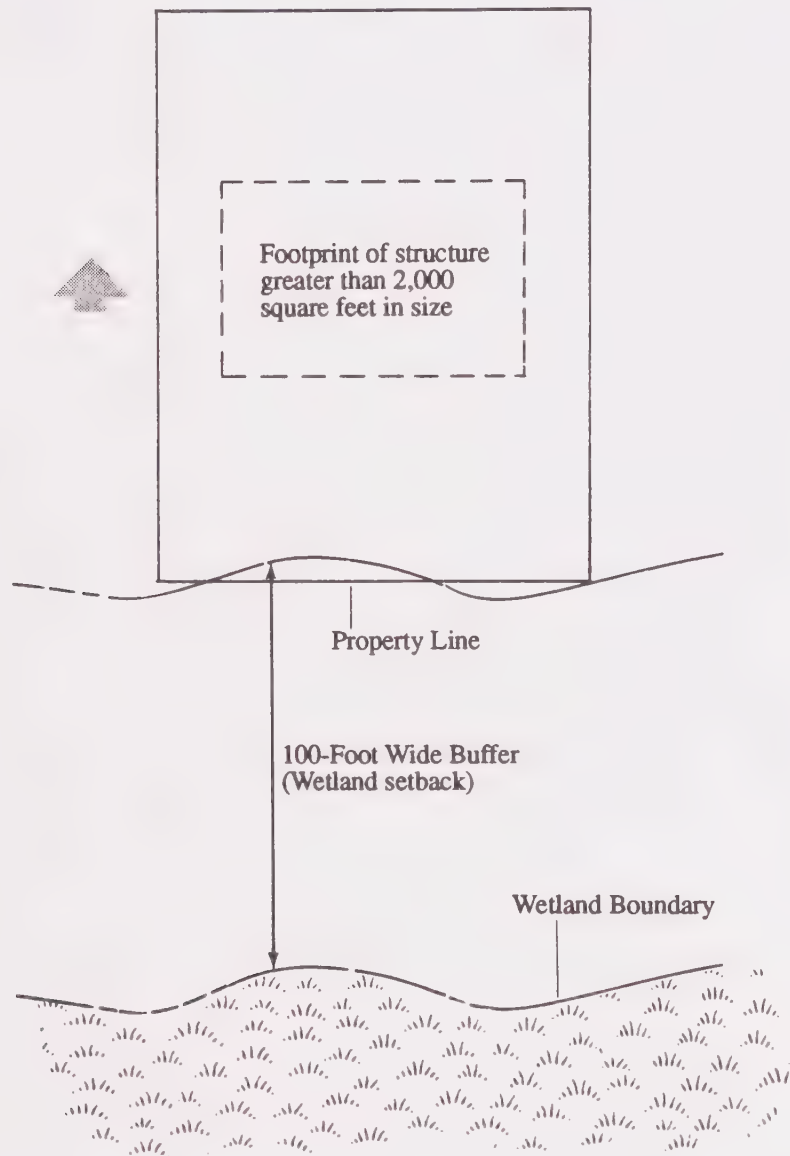 Footprint of structure
greater than 2,000
square feet in size
Property Line
100-Foot Wide Buffer
(Wetland setback)
Wetland Boundary